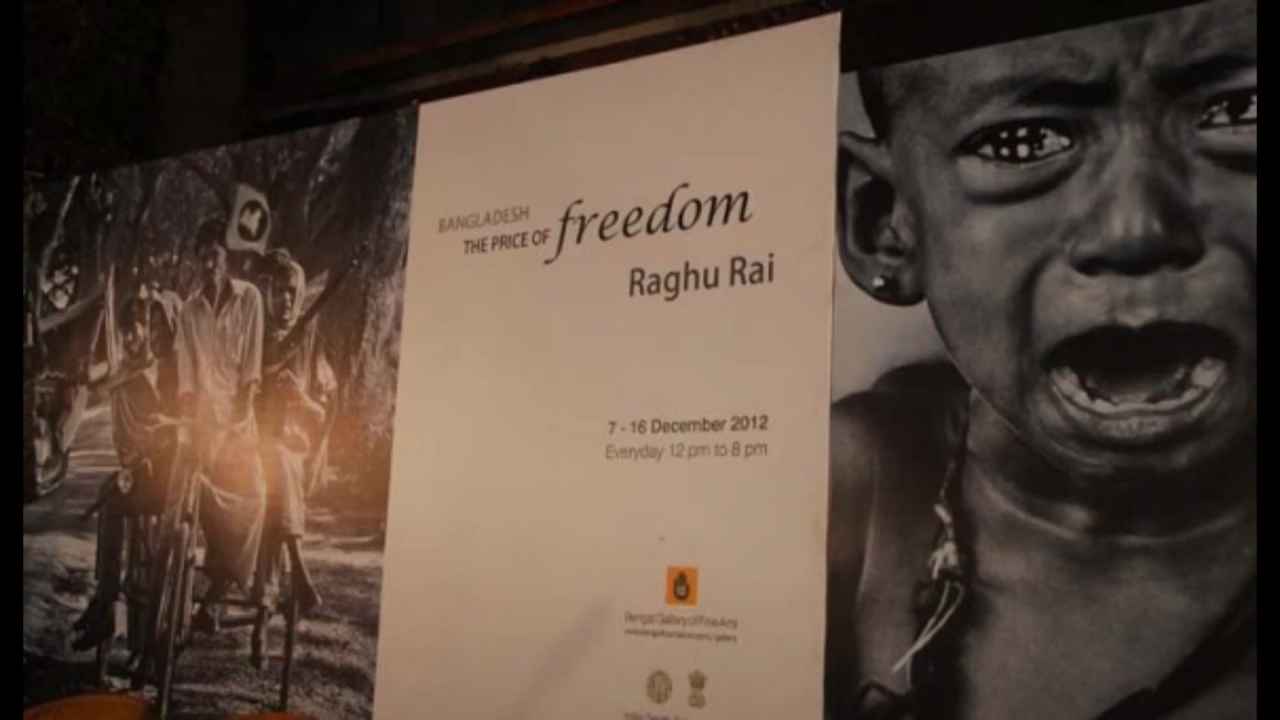 BANGLADESH
THE PRICE OF freedom
Raghu Rai
7 - 16 December 2012
Everyday 12 pm to 8 pm
Bengal Gallery of Fine Arts